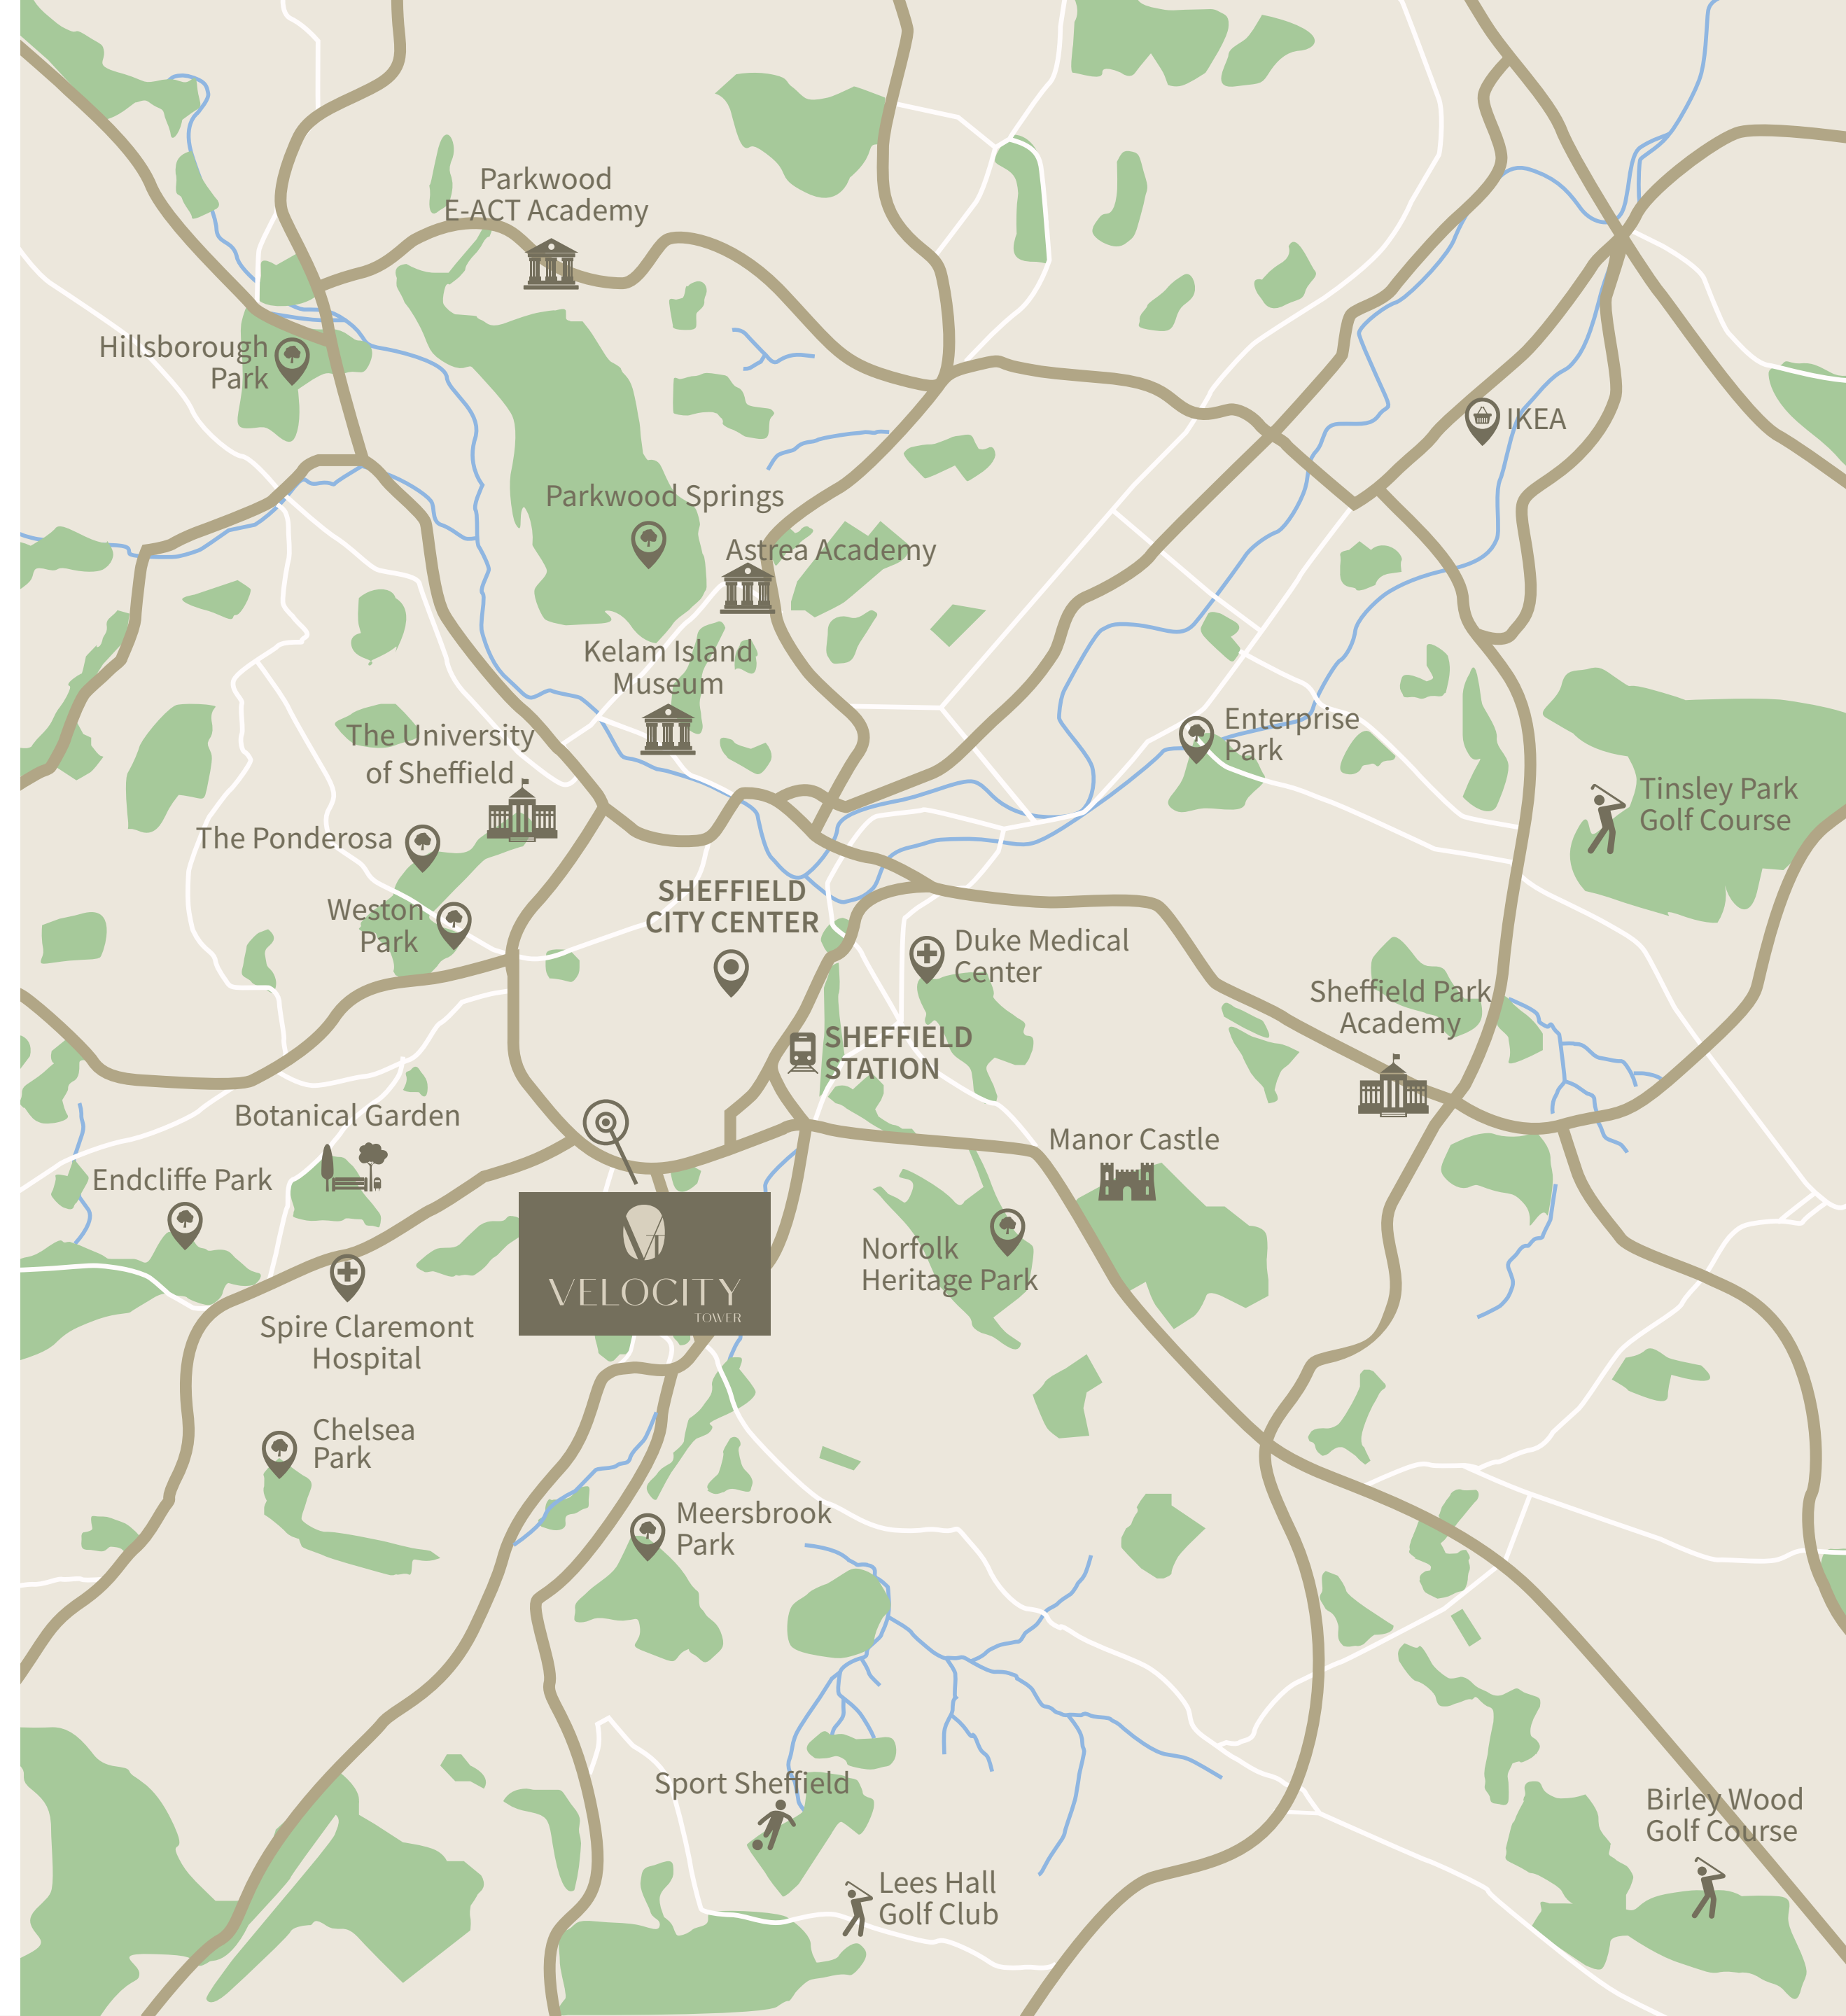 Parkwood
E-ACT Academy
Hillsborough
Park
IKEA
Parkwood Springs
Astrea Academy
Kelam Island
Museum
The University
of Sheffield
Enterprise
Park
Tinsley Park
Golf Course
The Ponderosa
Weston
Park
SHEFFIELD
CITY CENTER
Duke Medical
Center
Sheffield Park
Academy
SHEFFIELD
STATION
Botanical Garden
Manor Castle
Endcliffe Park
VT
VELOCITY
TOWER
Norfolk
Heritage Park
Spire Claremont
Hospital
Chelsea
Park
Meersbrook
Park
Sport Sheffield
Birley Wood
Golf Course
Lees Hall
Golf Club